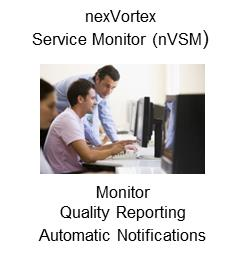 nexVortex
Service Monitor (nVSM)
Monitor
Quality Reporting
Automatic Notifications